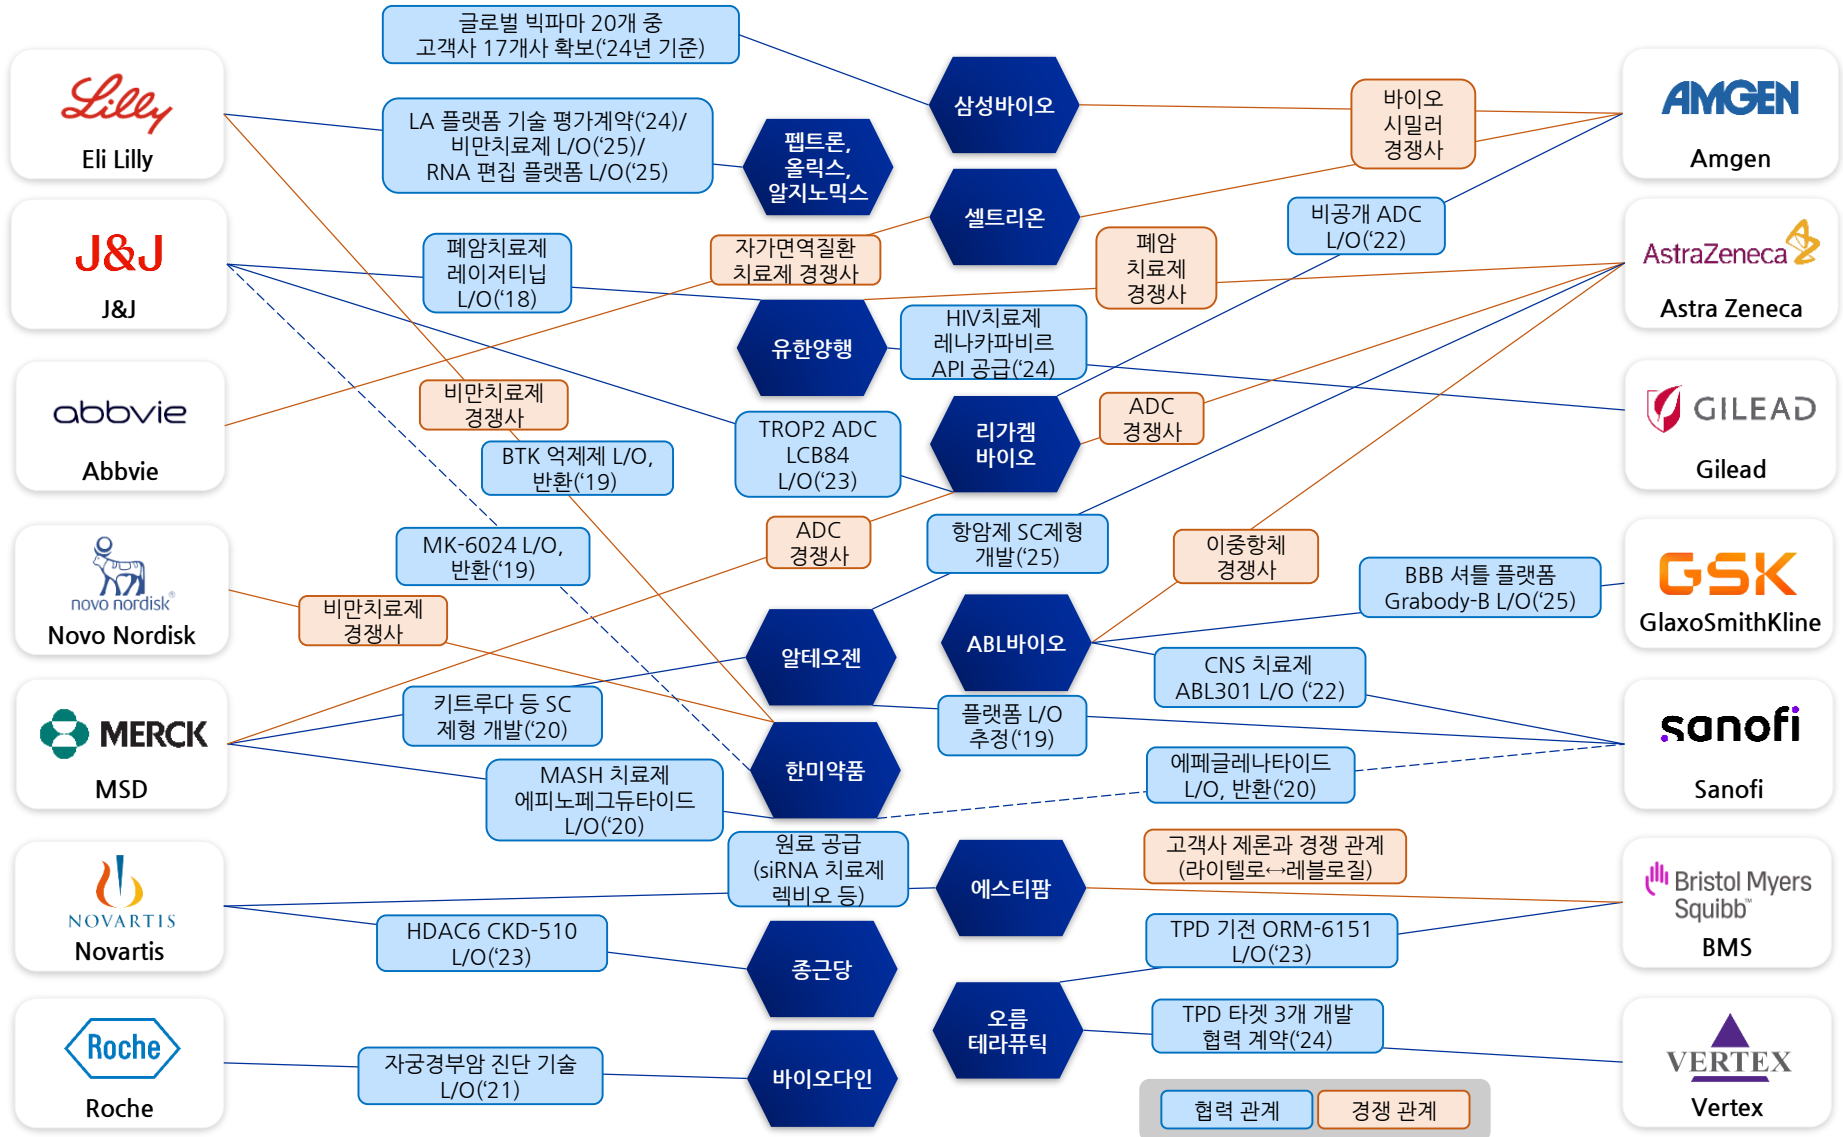 글로벌 빅파마 20개 중
고객사 17개사 확보(‘24년 기준)
Lilly
Eli Lilly
LA 플랫폼 기술 평가계약(‘24)/
비만치료제 L/O(‘25)/
RNA 편집 플랫폼 L/O(‘25)
펩트론,
올릭스,
알지노믹스
삼성바이오
바이오
시밀러
경쟁사
AMGEN
Amgen
셀트리온
비공개 ADC
L/O(‘22)
J&J
J&J
폐암치료제
레이저티닙
L/O(‘18)
자가면역질환
치료제 경쟁사
폐암
치료제
경쟁사
AstraZeneca
Astra Zeneca
유한양행
HIV치료제
레나카파비르
API 공급(‘24)
abbvie
Abbvie
비만치료제
경쟁사
BTK 억제제 L/O,
반환(‘19)
TROP2 ADC
LCB84
L/O(‘23)
리가켐
바이오
ADC
경쟁사
GILEAD
Gilead
novo nordisk®
Novo Nordisk
MK-6024 L/O,
반환(‘19)
ADC
경쟁사
항암제 SC제형
개발(‘25)
이중항체
경쟁사
BBB 셔틀 플랫폼
Grabody-B L/O(‘25)
GSK
GlaxoSmithKline
비만치료제
경쟁사
알테오젠
ABL바이오
CNS 치료제
ABL301 L/O (‘22)
MERCK
MSD
키트루다 등 SC
제형 개발(‘20)
플랫폼 L/O
추정(‘19)
sanofi
Sanofi
MASH 치료제
에피노페그듀타이드
L/O(‘20)
한미약품
에페글레나타이드
L/O, 반환(‘20)
NOVARTIS
Novartis
원료 공급
(siRNA 치료제
렉비오 등)
에스티팜
고객사 제론과 경쟁 관계
(라이텔로↔레블로질)
Bristol Myers
Squibb™
BMS
HDAC6 CKD-510
L/O(‘23)
종근당
TPD 기전 ORM-6151
L/O(‘23)
Roche
Roche
자궁경부암 진단 기술
L/O(‘21)
바이오다인
오름
테라퓨틱
TPD 타겟 3개 개발
협력 계약(‘24)
VERTEX
Vertex
협력 관계
경쟁 관계